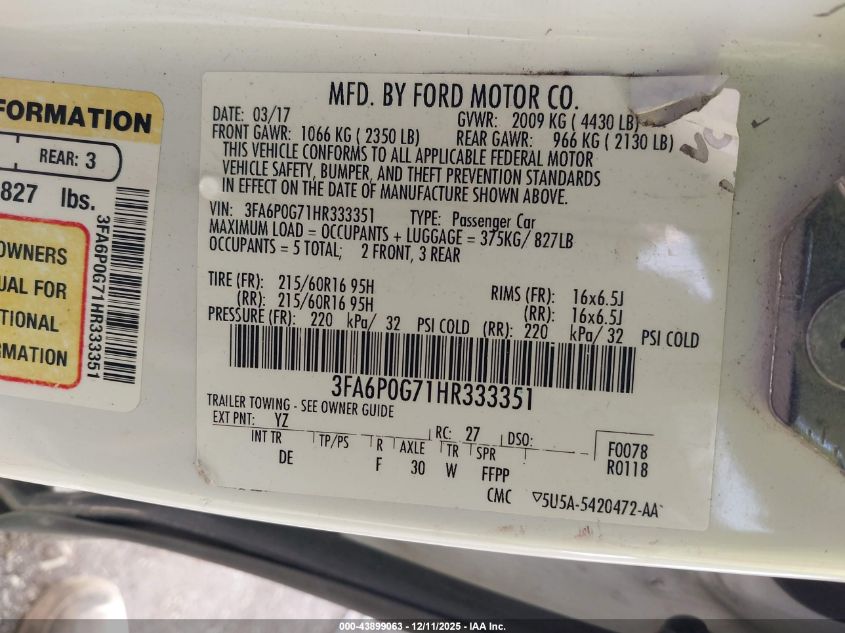 FORMATION
REAR: 3
827 lbs.
OWNERS
UAL FOR
TIONAL
RMATION
3FA6P0G71HR333351
MFD. BY FORD MOTOR CO.
DATE: 03/17 GVWR: 2009 KG ( 4430 LB)
FRONT GAWR: 1066 KG ( 2350 LB) REAR GAWR: 966 KG ( 2130 LB)
THIS VEHICLE CONFORMS TO ALL APPLICABLE FEDERAL MOTOR
VEHICLE SAFETY, BUMPER, AND THEFT PREVENTION STANDARDS
IN EFFECT ON THE DATE OF MANUFACTURE SHOWN ABOVE.
VIN: 3FA6P0G71HR333351 TYPE: Passenger Car
MAXIMUM LOAD = OCCUPANTS + LUGGAGE = 375KG/ 827LB
OCCUPANTS = 5 TOTAL; 2 FRONT, 3 REAR
TIRE (FR): 215/60R16 95H RIMS (FR): 16x6.5J
(RR): 215/60R16 95H (RR): 16x6.5J
PRESSURE (FR): 220 kPa/ 32 PSI COLD (RR): 220 kPa/ 32 PSI COLD
3FA6P0G71HR333351
TRAILER TOWING - SEE OWNER GUIDE
EXT PNT: YZ RC: 27 DSO: F0078
INT TR TP/PS R AXLE TR SPR R0118
DE F 30 W FFPP
CMC ▽5U5A-5420472-AA
000-43899063 - 12/11/2025 - IAA Inc.